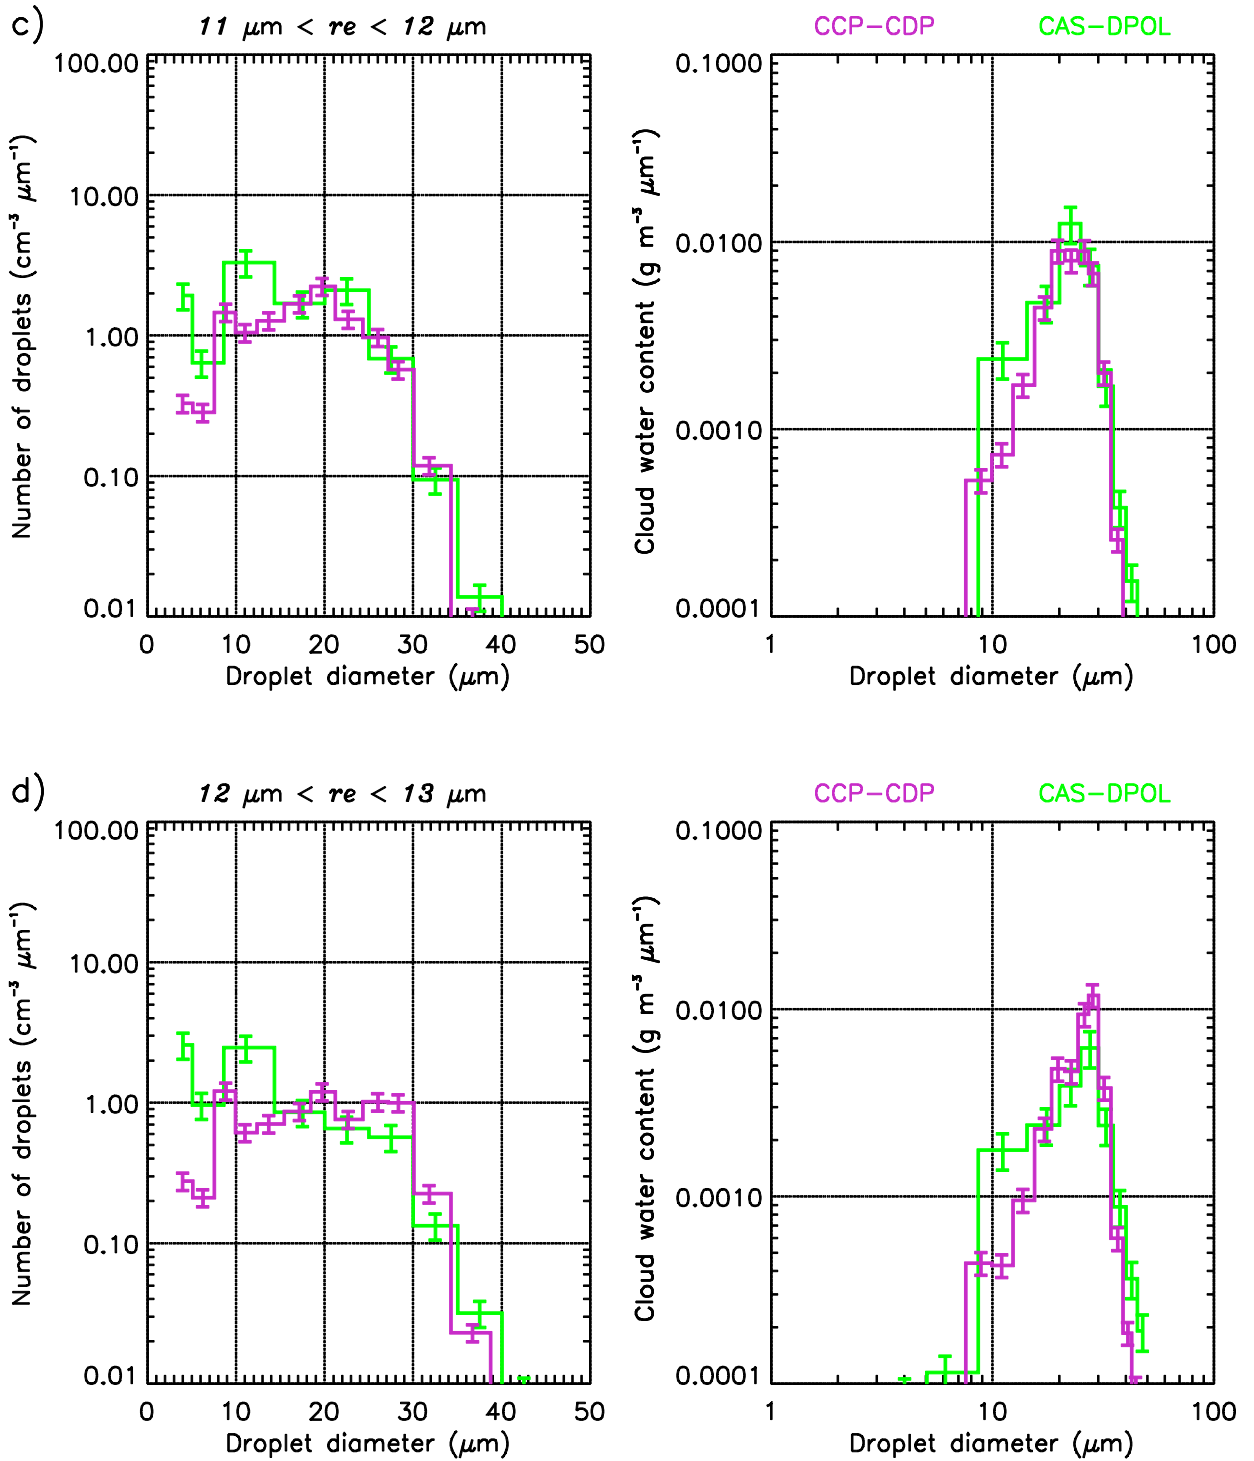 c)
11 μm < re < 12 μm
CCP-CDP CAS-DPOL
Number of droplets (cm⁻³ μm⁻¹)
100.00
10.00
1.00
0.10
0.01
0 10 20 30 40 50
Droplet diameter (μm)
Cloud water content (g m⁻³ μm⁻¹)
0.1000
0.0100
0.0010
0.0001
1 10 100
Droplet diameter (μm)
d)
12 μm < re < 13 μm
CCP-CDP CAS-DPOL
Number of droplets (cm⁻³ μm⁻¹)
100.00
10.00
1.00
0.10
0.01
0 10 20 30 40 50
Droplet diameter (μm)
Cloud water content (g m⁻³ μm⁻¹)
0.1000
0.0100
0.0010
0.0001
1 10 100
Droplet diameter (μm)